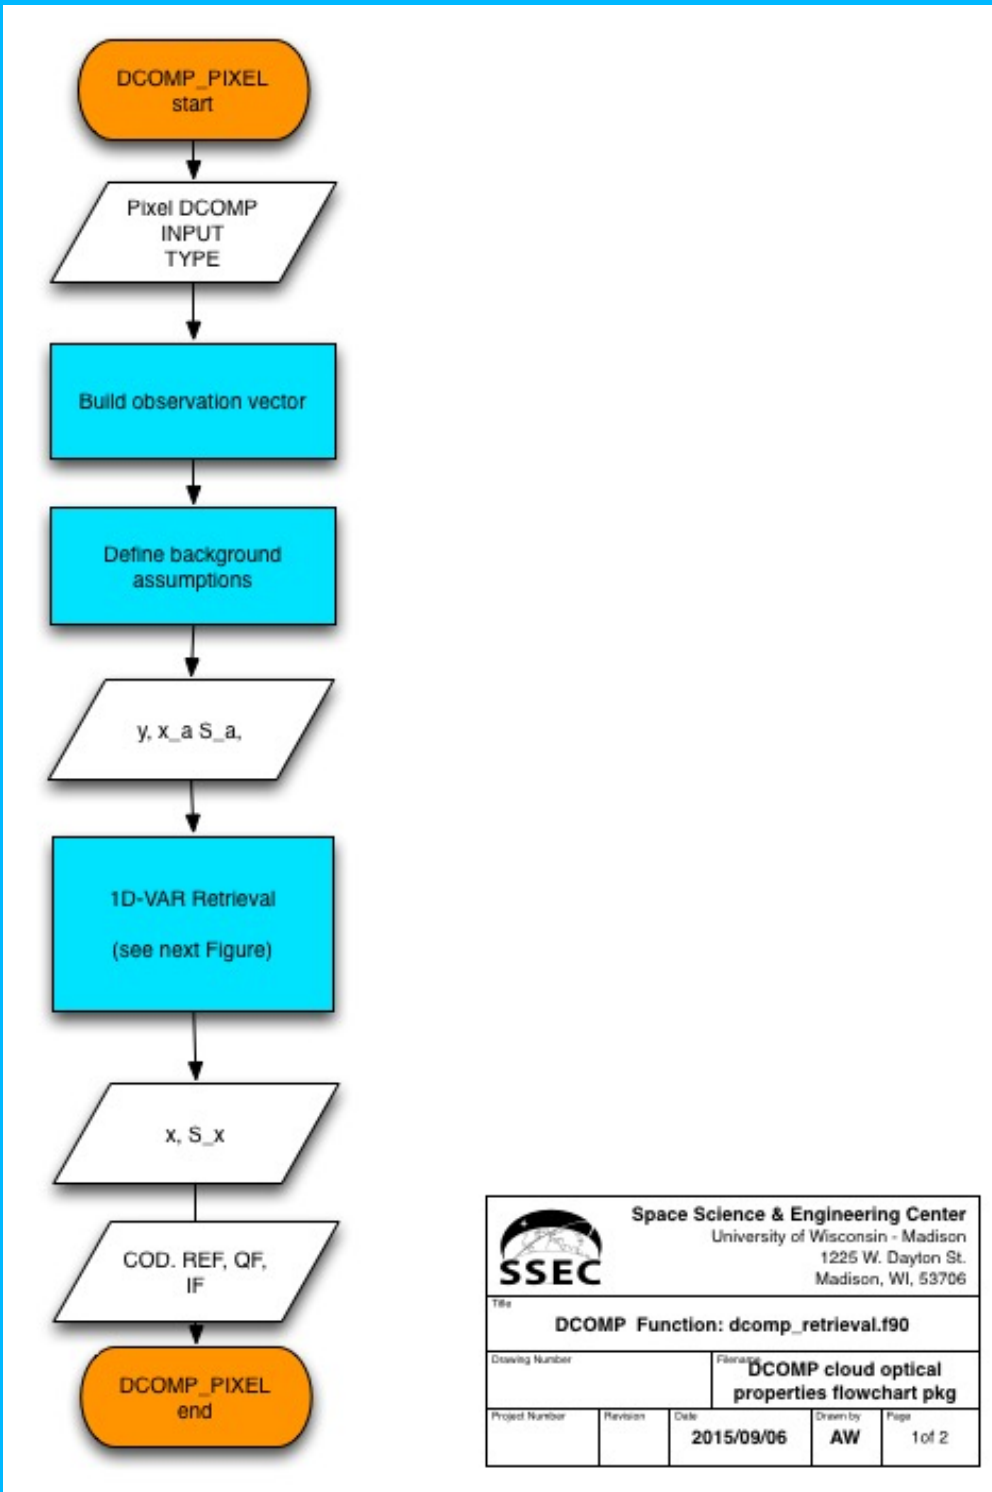 DCOMP_PIXEL
start
Pixel DCOMP
INPUT
TYPE
Build observation vector
Define background
assumptions
y, x_a S_a,
1D-VAR Retrieval
(see next Figure)
x, S_x
COD. REF, QF,
IF
DCOMP_PIXEL
end
SSEC
Space Science & Engineering Center
University of Wisconsin - Madison
1225 W. Dayton St.
Madison, WI, 53706
Title
DCOMP Function: dcomp_retrieval.f90
Drawing Number
Filename
DCOMP cloud optical
properties flowchart pkg
Project Number
Revision
Date
2015/09/06
Drawn by
AW
Page
1of 2